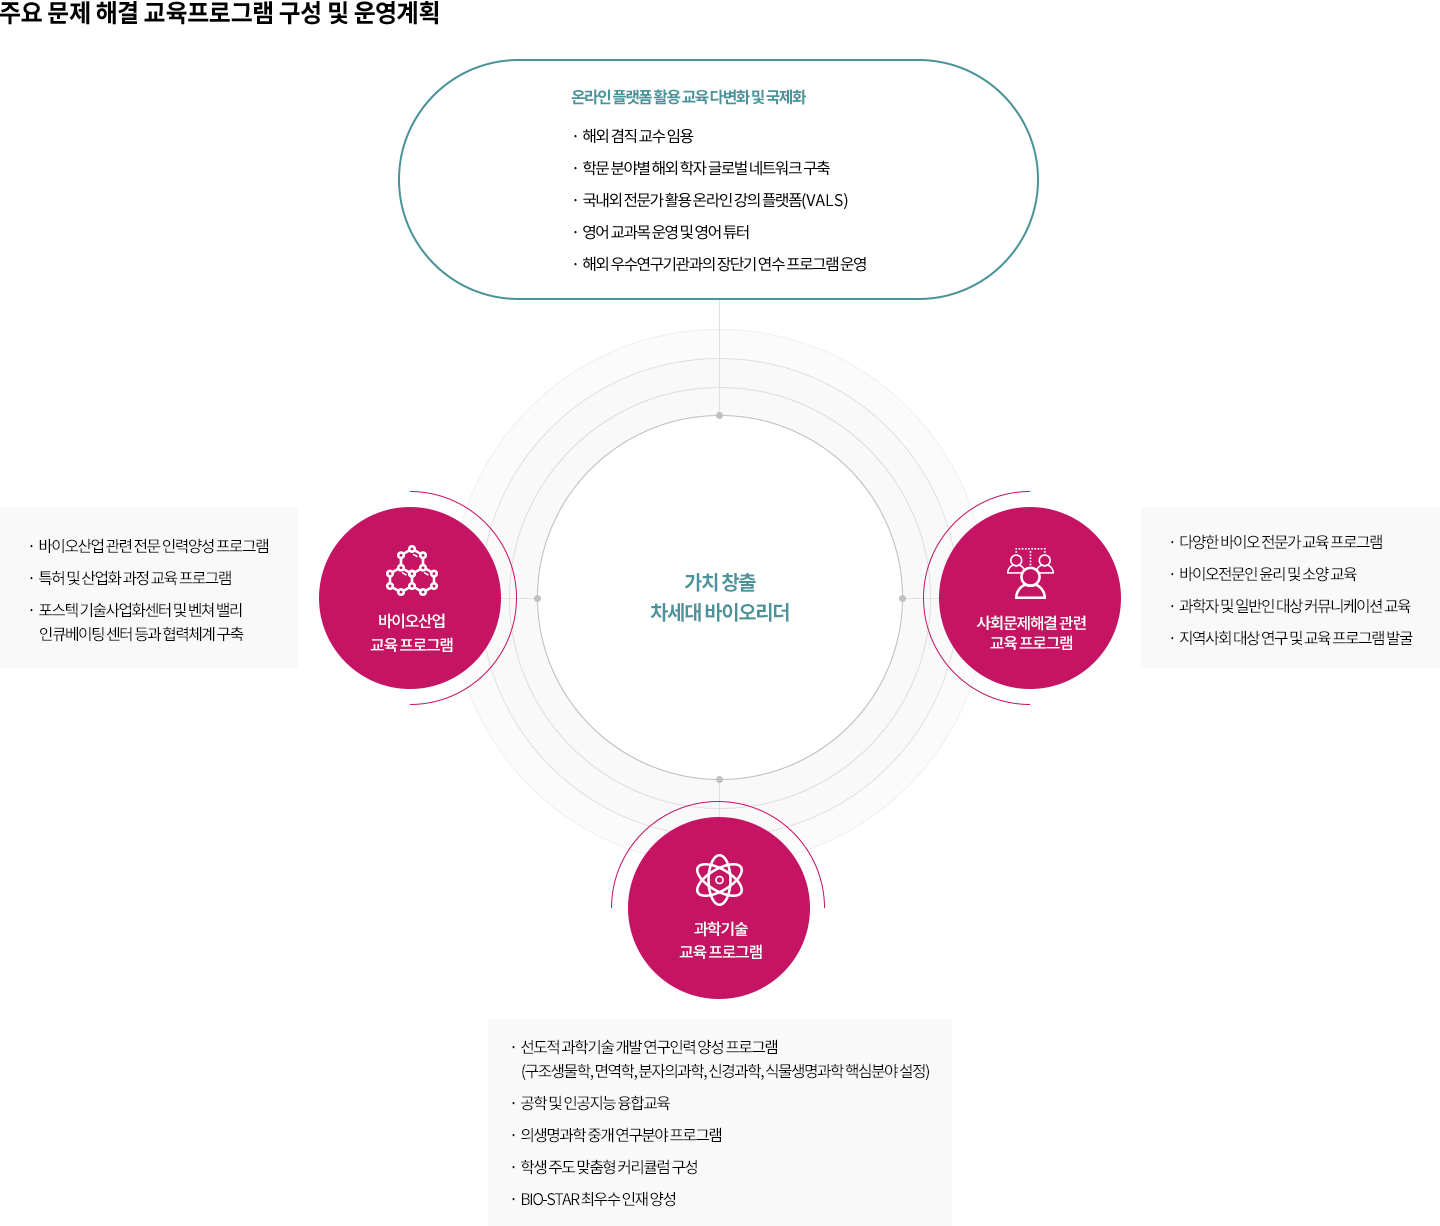 주요 문제 해결 교육프로그램 구성 및 운영계획
온라인 플랫폼 활용 교육 다변화 및 국제화
· 해외 겸직 교수 임용
· 학문 분야별 해외 학자 글로벌 네트워크 구축
· 국내외 전문가 활용 온라인 강의 플랫폼(VALS)
· 영어 교과목 운영 및 영어 튜터
· 해외 우수연구기관과의 장단기 연수 프로그램 운영
· 바이오산업 관련 전문 인력양성 프로그램
· 특허 및 산업화 과정 교육 프로그램
· 포스텍 기술사업화센터 및 벤쳐 밸리
인큐베이팅 센터 등과 협력체계 구축
바이오산업
교육 프로그램
가치 창출
차세대 바이오리더
사회문제해결 관련
교육 프로그램
· 다양한 바이오 전문가 교육 프로그램
· 바이오전문인 윤리 및 소양 교육
· 과학자 및 일반인 대상 커뮤니케이션 교육
· 지역사회 대상 연구 및 교육 프로그램 발굴
과학기술
교육 프로그램
· 선도적 과학기술 개발 연구인력 양성 프로그램
(구조생물학, 면역학, 분자의과학, 신경과학, 식물생명과학 핵심분야 설정)
· 공학 및 인공지능 융합교육
· 의생명과학 중개 연구분야 프로그램
· 학생 주도 맞춤형 커리큘럼 구성
· BIO-STAR 최우수 인재 양성